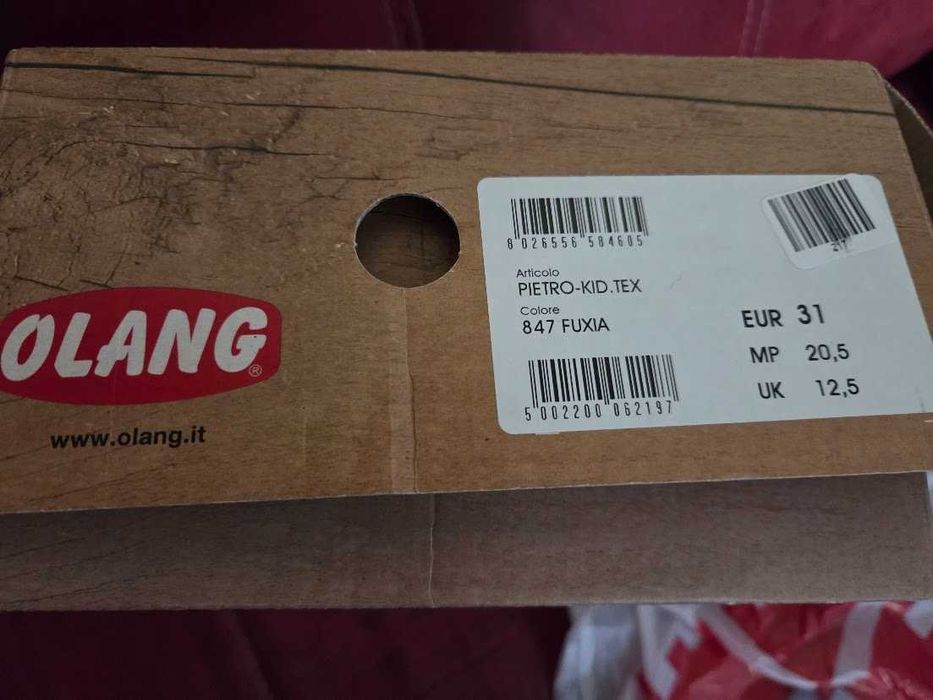 OLANG®
www.olang.it
8 026556 584605
Articolo
PIETRO-KID.TEX
Colore
847 FUXIA
5 002200 062197
217
EUR 31
MP 20,5
UK 12,5